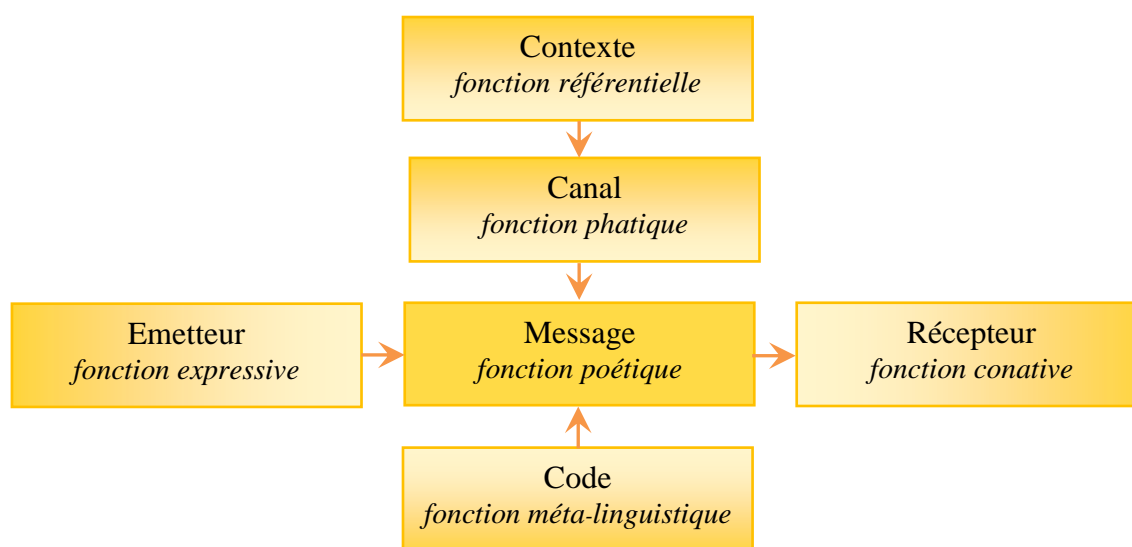 Contexte
fonction référentielle
Canal
fonction phatique
Emetteur
fonction expressive
Message
fonction poétique
Récepteur
fonction conative
Code
fonction méta-linguistique